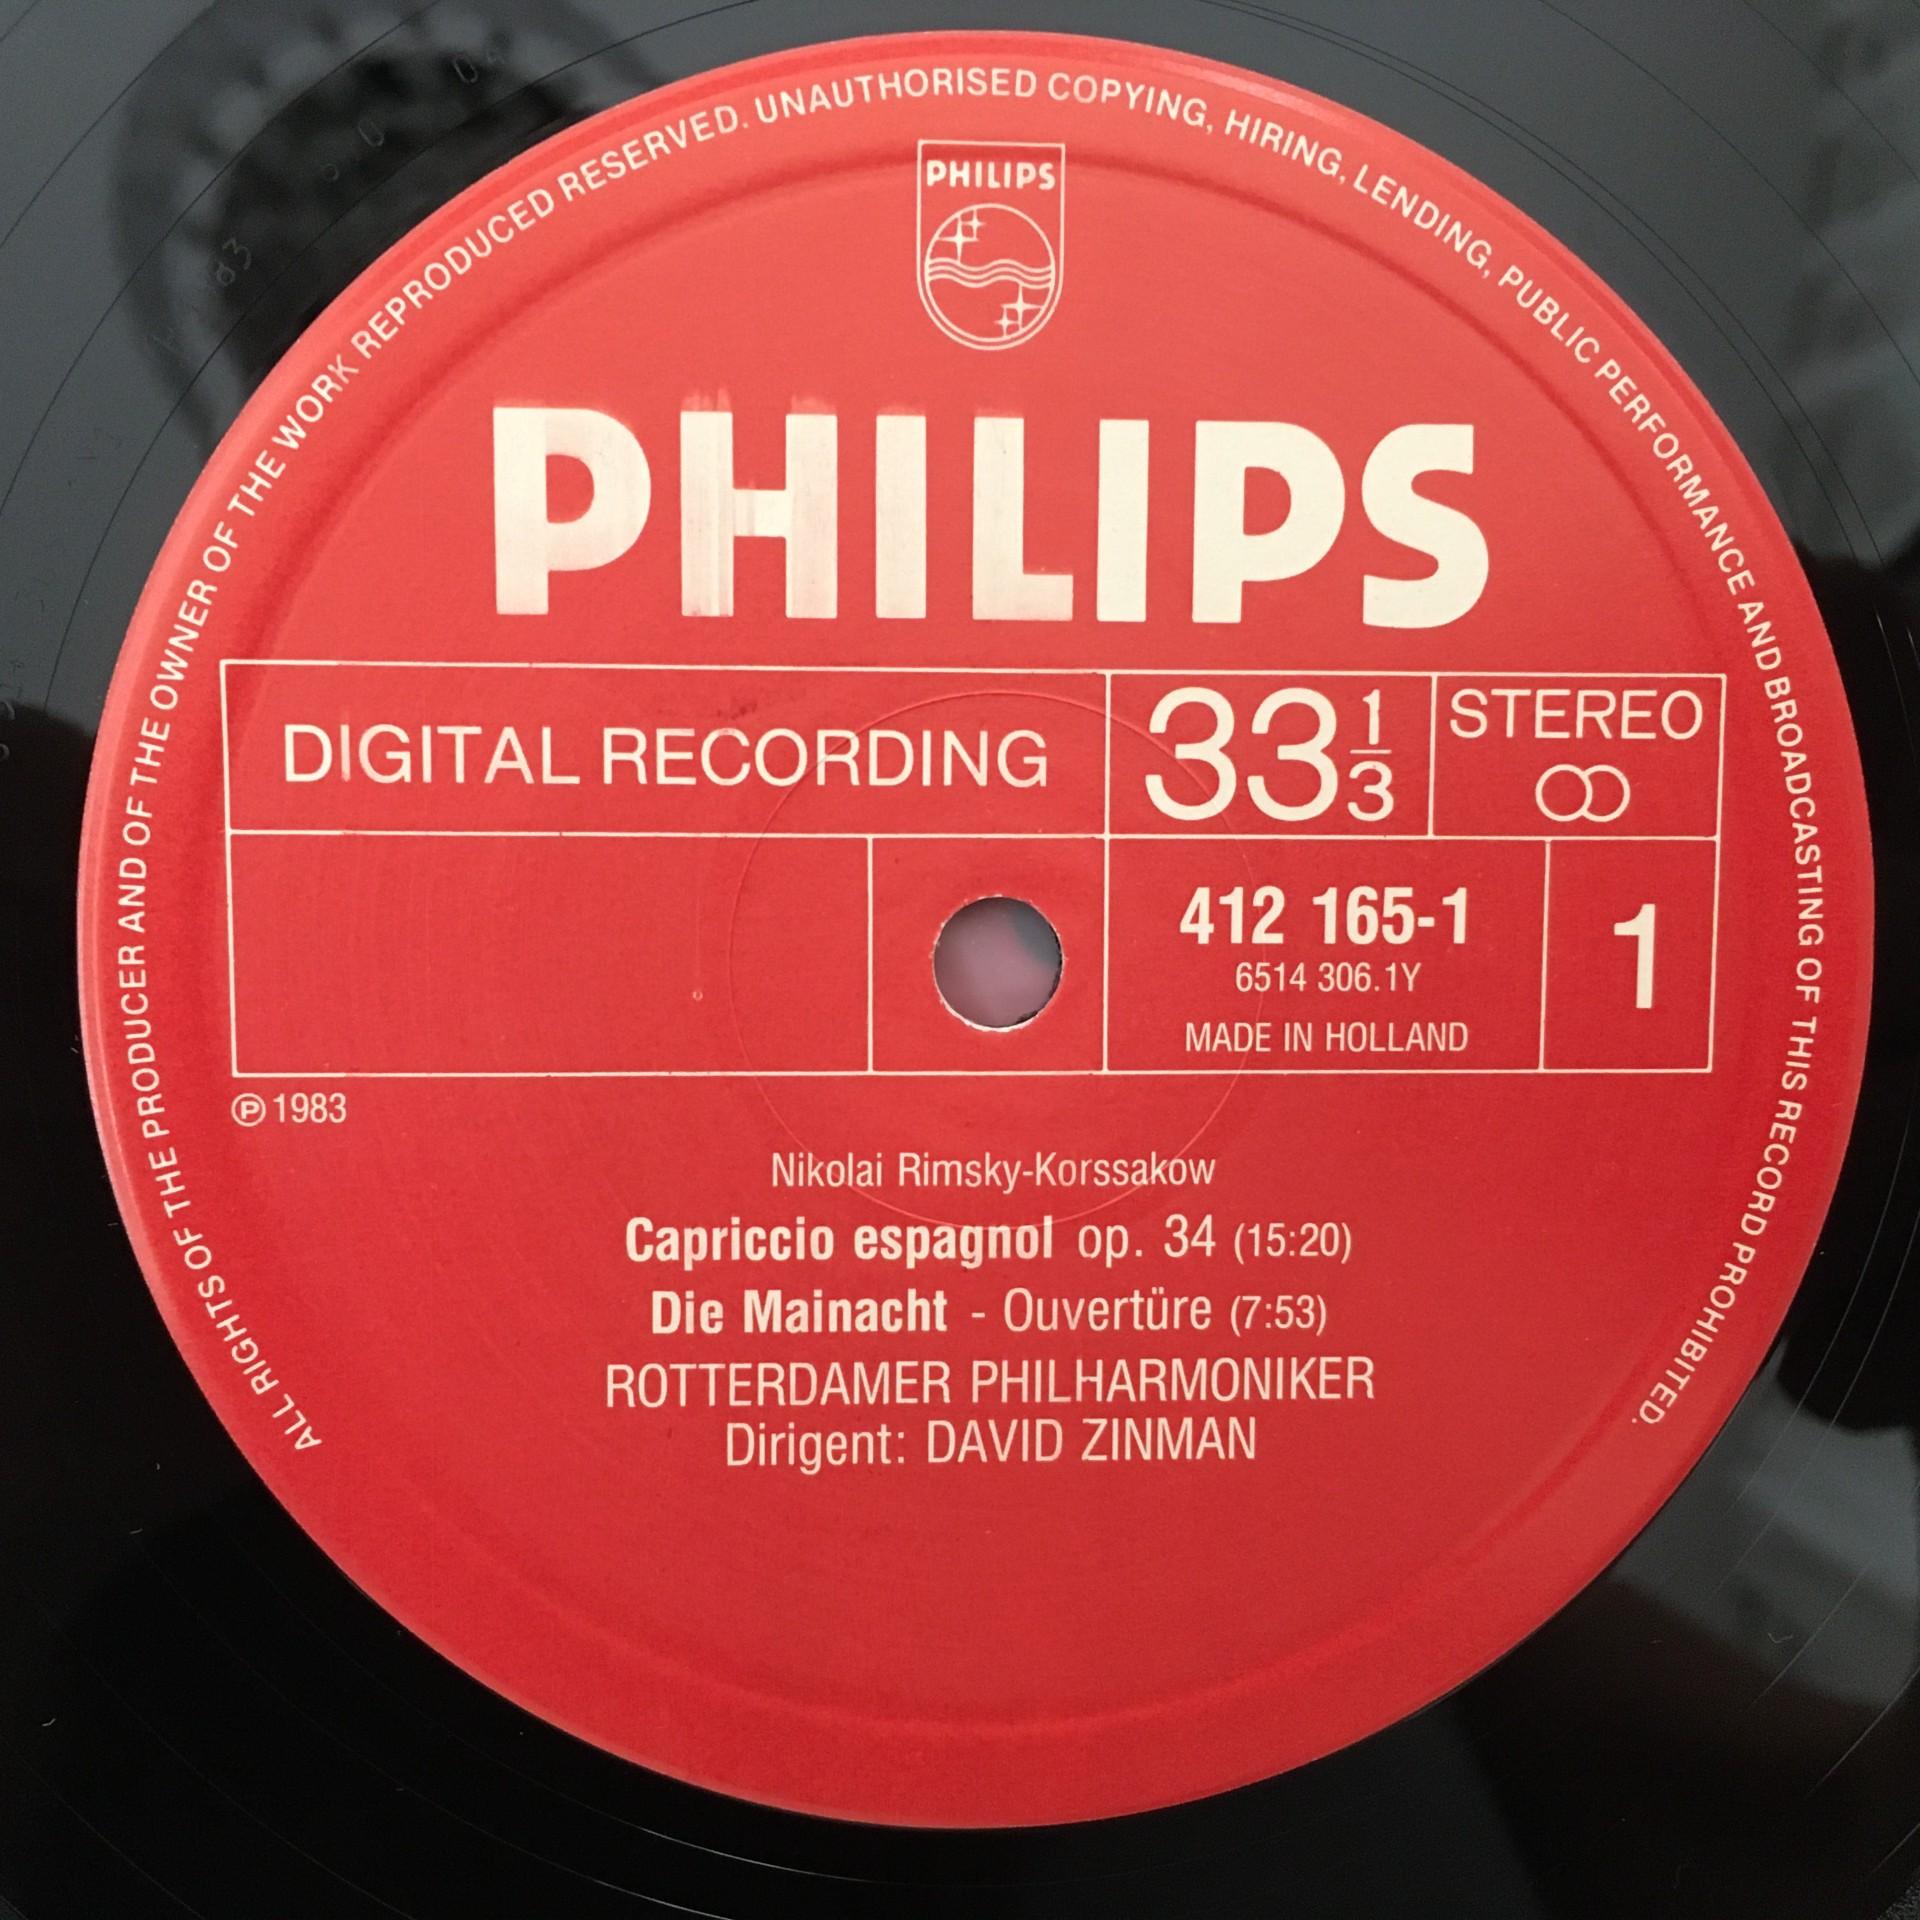 ALL RIGHTS OF THE PRODUCER AND OF THE OWNER OF THE WORK REPRODUCED RESERVED. UNAUTHORISED COPYING, HIRING, LENDING, PUBLIC PERFORMANCE AND BROADCASTING OF THIS RECORD PROHIBITED.
PHILIPS
PHILIPS
DIGITAL RECORDING
33 1/3
STEREO
412 165-1
6514 306.1Y
MADE IN HOLLAND
1
℗ 1983
Nikolai Rimsky-Korssakow
Capriccio espagnol op. 34 (15:20)
Die Mainacht - Ouvertüre (7:53)
ROTTERDAMER PHILHARMONIKER
Dirigent: DAVID ZINMAN